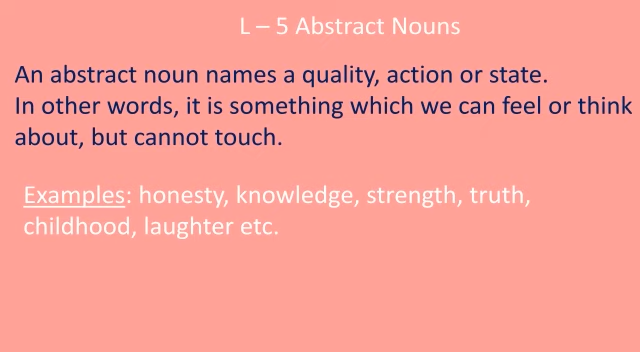 L – 5 Abstract Nouns
An abstract noun names a quality, action or state.
In other words, it is something which we can feel or think
about, but cannot touch.
Examples: honesty, knowledge, strength, truth,
childhood, laughter etc.